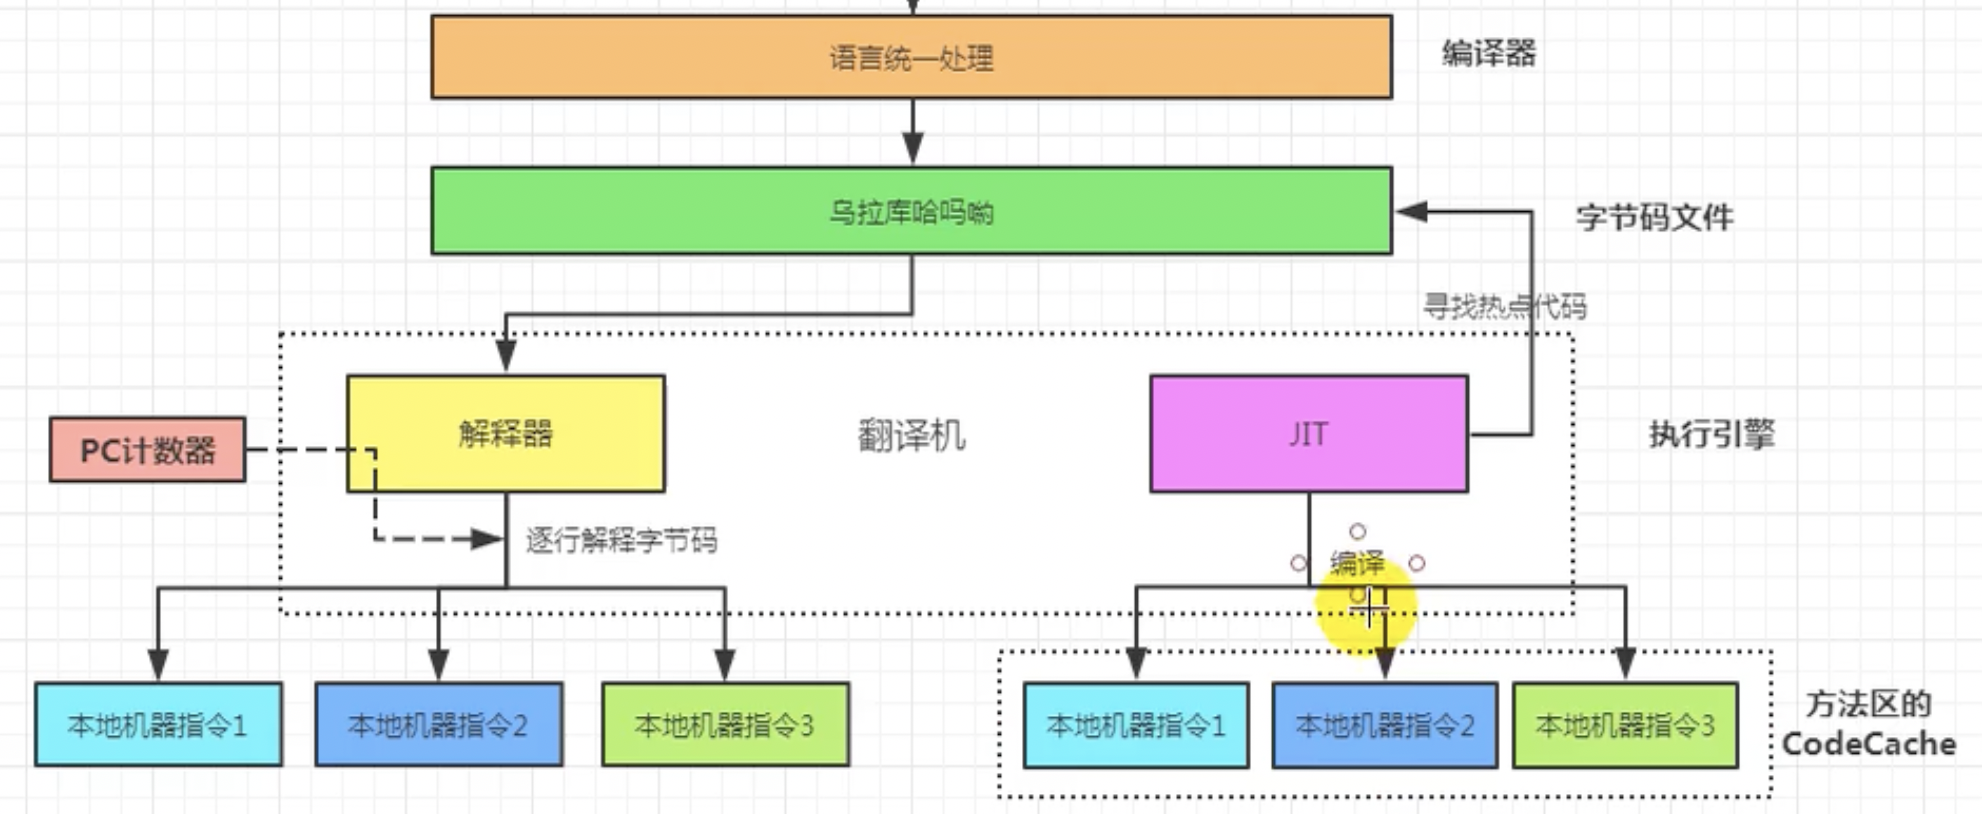 语言统一处理
编译器
乌拉库哈吗呦
字节码文件
寻找热点代码
PC计数器
解释器
翻译机
JIT
执行引擎
逐行解释字节码
编译
本地机器指令1
本地机器指令2
本地机器指令3
本地机器指令1
本地机器指令2
本地机器指令3
方法区的
CodeCache